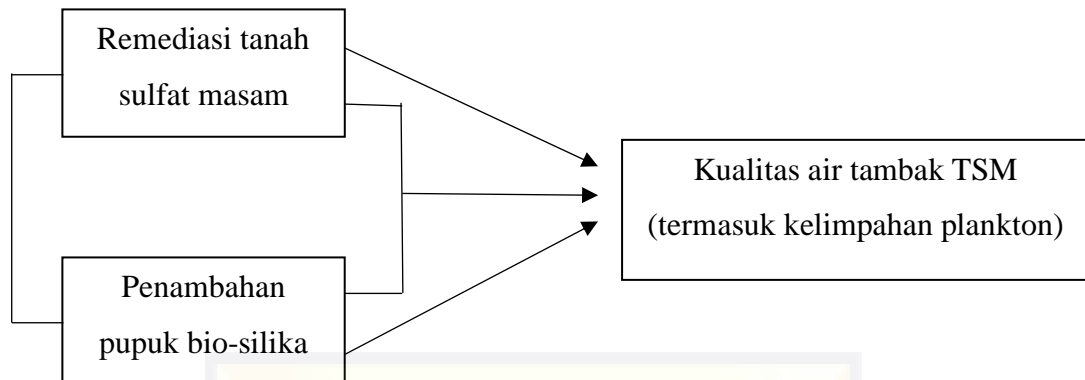 Remediasi tanah
sulfat masam
Kualitas air tambak TSM
(termasuk kelimpahan plankton)
Penambahan
pupuk bio-silika